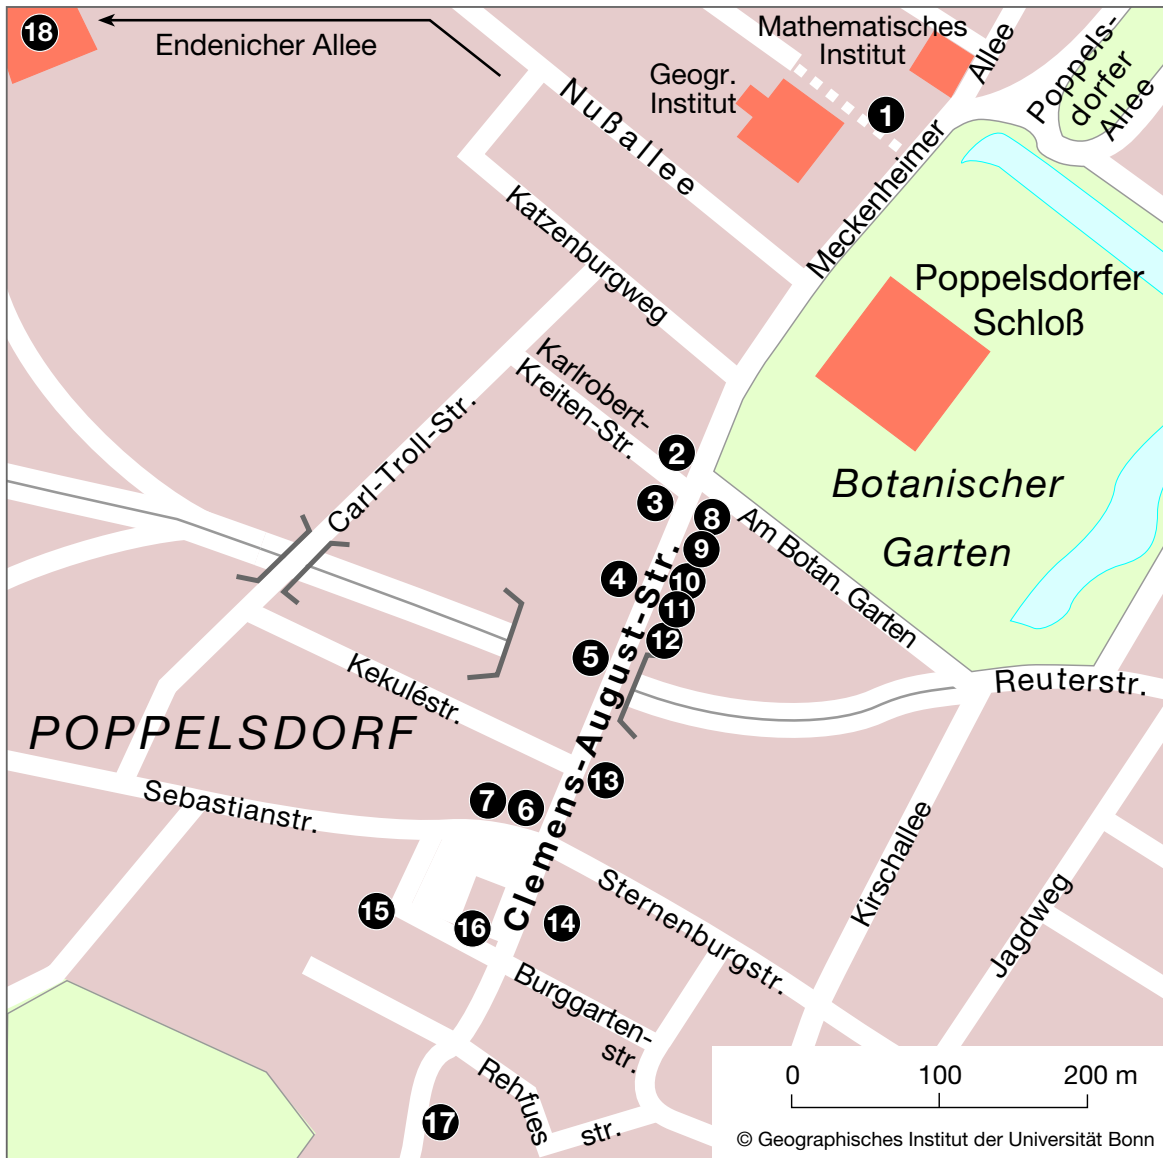 18
Endenicher Allee
Mathematisches
Institut
Geogr.
Institut
1
Allee
Meckenheimer
Poppels-
dorfer
Allee
Nußallee
Katzenburgweg
Poppelsdorfer
Schloß
Karlrobert-
Kreiten-Str.
Carl-Troll-Str.
2
3
8
9
4
10
11
12
5
Am Botan. Garten
Botanischer
Garten
Reuterstr.
Kekuléstr.
POPPELSDORF
Clemens-August-Str.
13
7
6
Sebastianstr.
15
16
14
Sternenburgstr.
Kirschallee
Jagdweg
Burggarten-
str.
Rehfues
str.
17
0 100 200 m
© Geographisches Institut der Universität Bonn